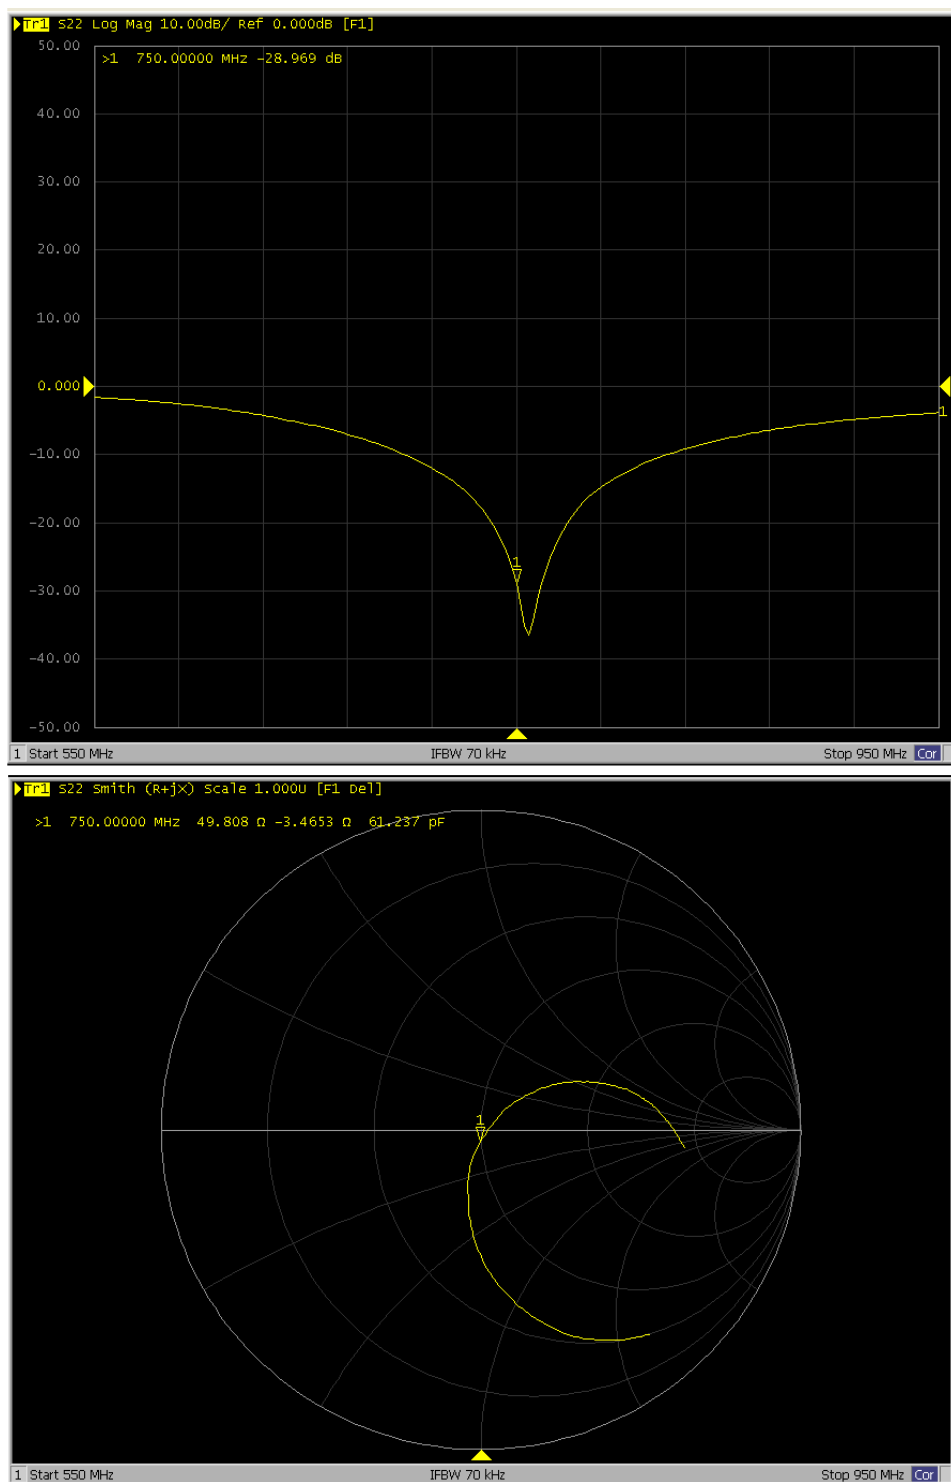 Tr1 S22 Log Mag 10.00dB/ Ref 0.000dB [F1]
50.00
>1 750.00000 MHz -28.969 dB
40.00
30.00
20.00
10.00
0.000
1
-10.00
-20.00
1
-30.00
-40.00
-50.00
1 Start 550 MHz IFBW 70 kHz Stop 950 MHz Cor
Tr1 S22 Smith (R+jX) Scale 1.000U [F1 Del]
>1 750.00000 MHz 49.808 Ω -3.4653 Ω 61.237 pF
1
1 Start 550 MHz IFBW 70 kHz Stop 950 MHz Cor